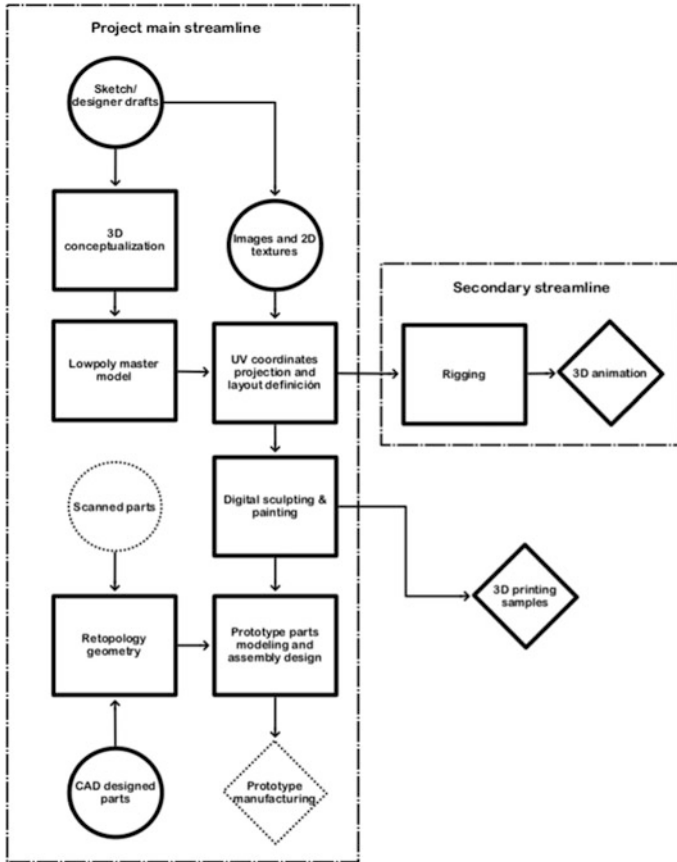 Project main streamline
Sketch/
designer drafts
3D
conceptualization
Images and 2D
textures
Secondary streamline
Lowpoly master
model
UV coordinates
projection and
layout definición
Rigging
3D animation
Scanned parts
Digital sculpting &
painting
3D printing
samples
Retopology
geometry
Prototype parts
modeling and
assembly design
CAD designed
parts
Prototype
manufacturing